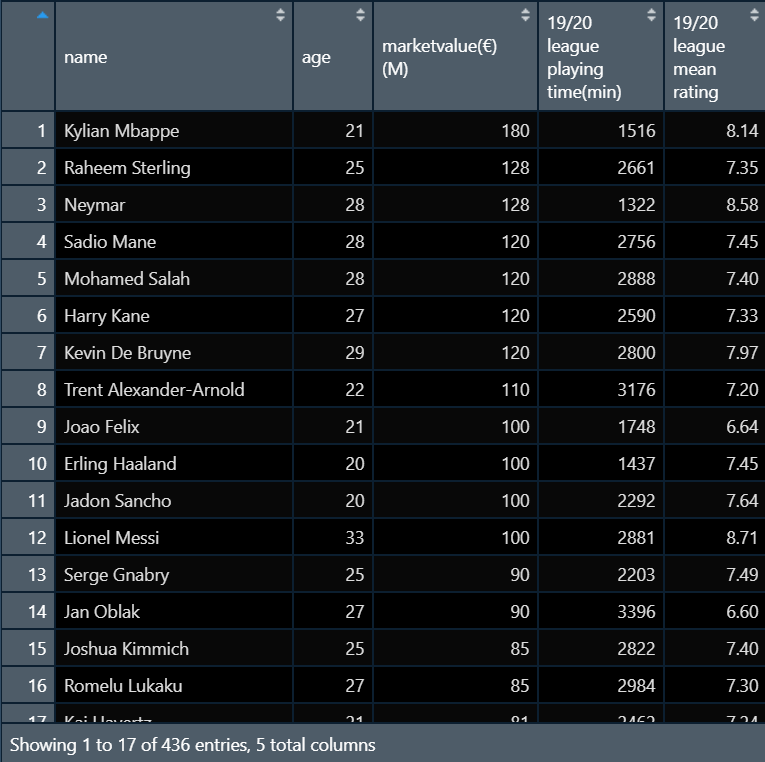 name age marketvalue(€) (M) 19/20 league playing time(min) 19/20 league mean rating
1 Kylian Mbappe 21 180 1516 8.14
2 Raheem Sterling 25 128 2661 7.35
3 Neymar 28 128 1322 8.58
4 Sadio Mane 28 120 2756 7.45
5 Mohamed Salah 28 120 2888 7.40
6 Harry Kane 27 120 2590 7.33
7 Kevin De Bruyne 29 120 2800 7.97
8 Trent Alexander-Arnold 22 110 3176 7.20
9 Joao Felix 21 100 1748 6.64
10 Erling Haaland 20 100 1437 7.45
11 Jadon Sancho 20 100 2292 7.64
12 Lionel Messi 33 100 2881 8.71
13 Serge Gnabry 25 90 2203 7.49
14 Jan Oblak 27 90 3396 6.60
15 Joshua Kimmich 25 85 2822 7.40
16 Romelu Lukaku 27 85 2984 7.30
17 Kai Havertz 21 81 2462 7.24
Showing 1 to 17 of 436 entries, 5 total columns